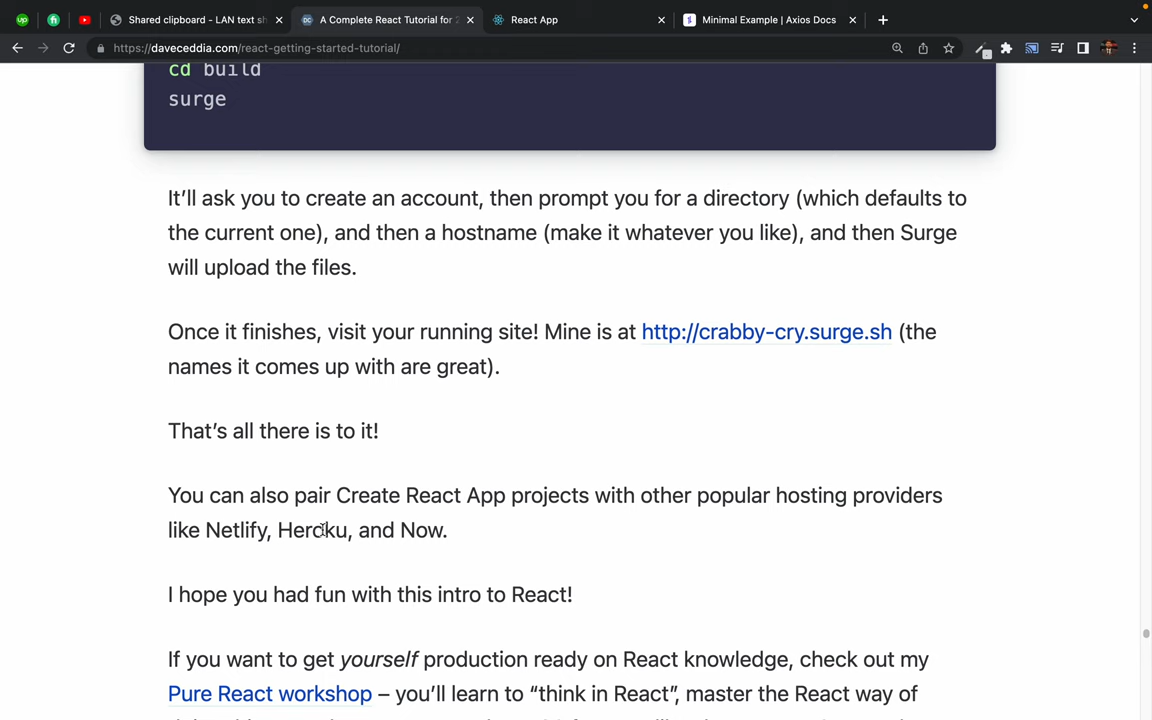 Shared clipboard - LAN text sh
A Complete React Tutorial for 2
React App
Minimal Example | Axios Docs
https://daveceddia.com/react-getting-started-tutorial/
cd build
surge
It’ll ask you to create an account, then prompt you for a directory (which defaults to
the current one), and then a hostname (make it whatever you like), and then Surge
will upload the files.
Once it finishes, visit your running site! Mine is at http://crabby-cry.surge.sh (the
names it comes up with are great).
That’s all there is to it!
You can also pair Create React App projects with other popular hosting providers
like Netlify, Heroku, and Now.
I hope you had fun with this intro to React!
If you want to get yourself production ready on React knowledge, check out my
Pure React workshop – you’ll learn to “think in React”, master the React way of